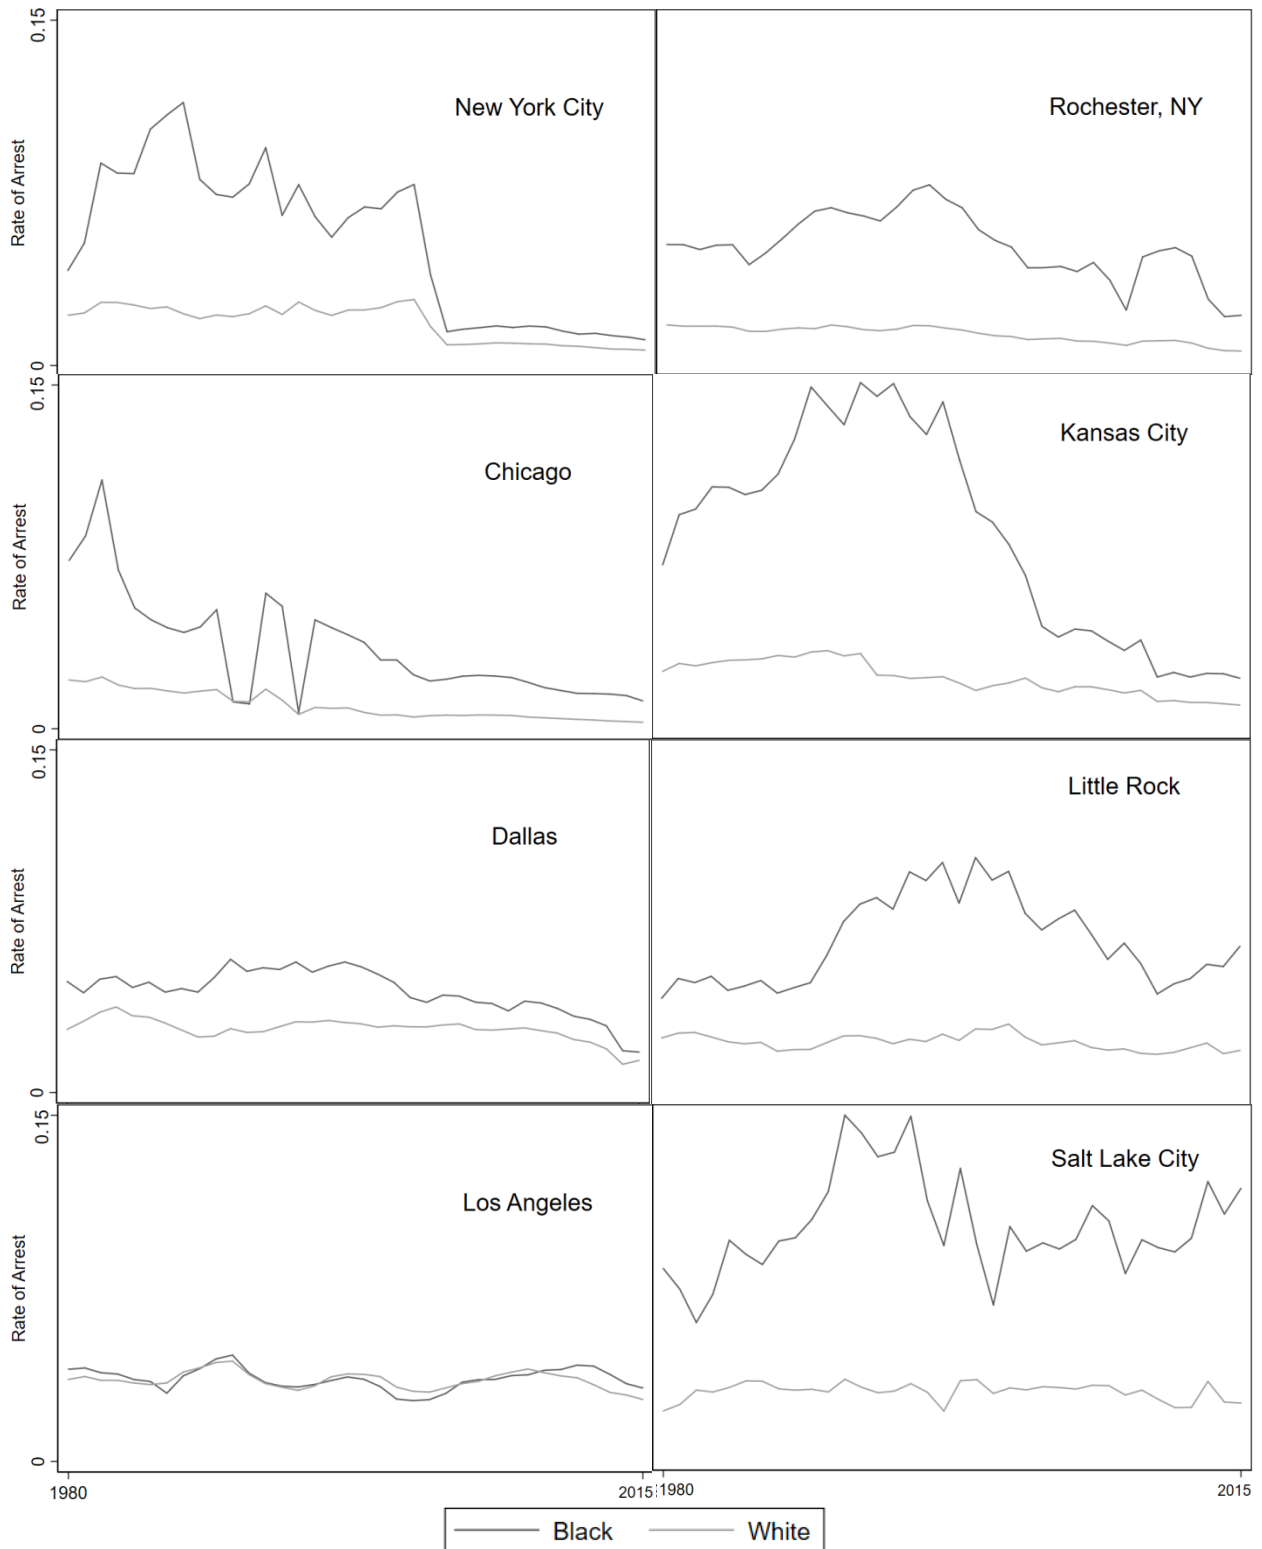 0.15
New York City
Rochester, NY
Rate of Arrest
0
0.15
Chicago
Kansas City
Rate of Arrest
0
0.15
Dallas
Little Rock
Rate of Arrest
0
0.15
Los Angeles
Salt Lake City
Rate of Arrest
0
1980
2015
1980
2015
Black
White